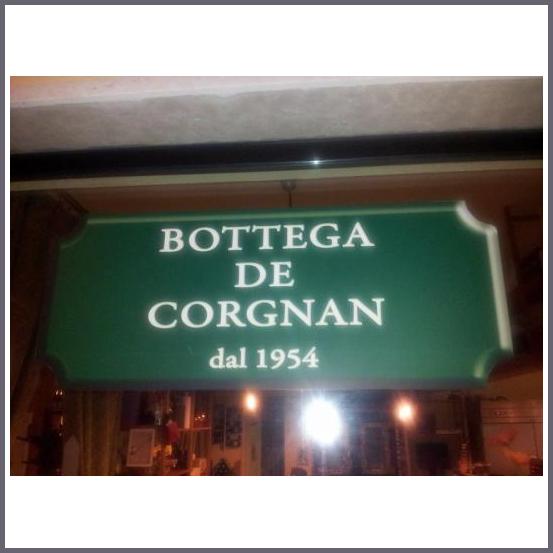 BOTTEGA
DE
CORGNAN
dal 1954